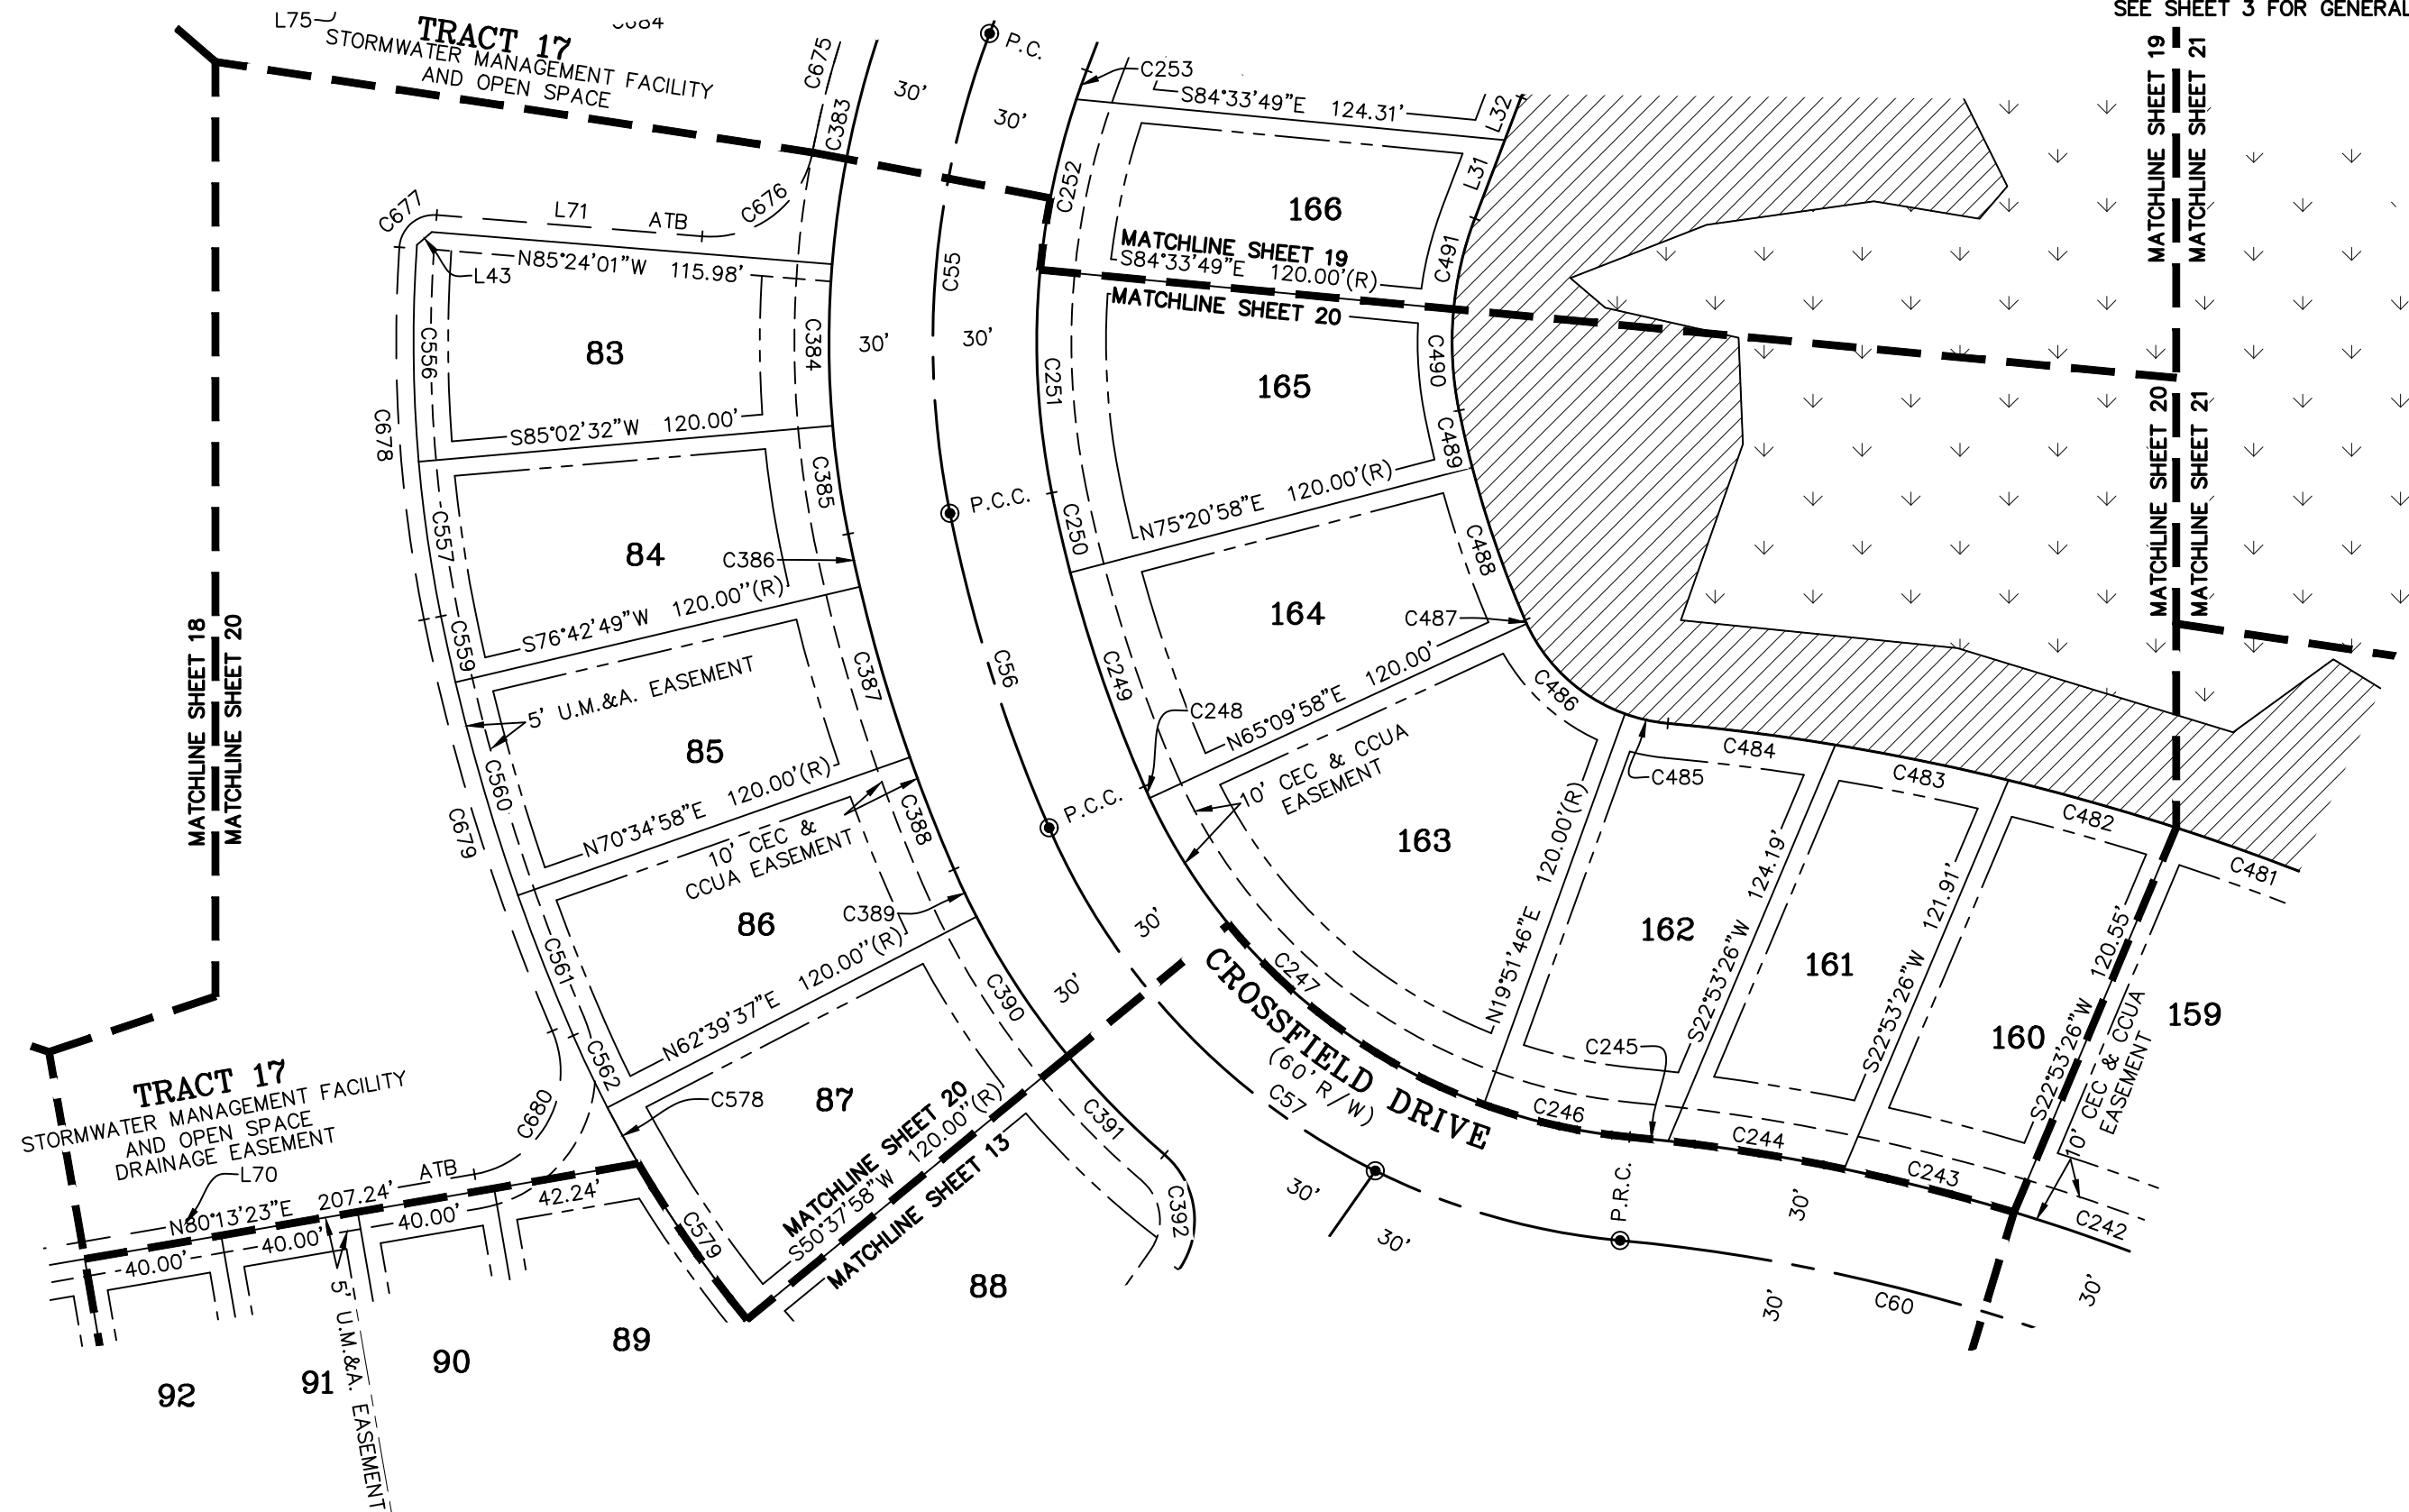 SEE SHEET 3 FOR GENERAL
L75
TRACT 17
STORMWATER MANAGEMENT FACILITY
AND OPEN SPACE
C675
C383
30'
P.C.
30'
C253
S84°33'49"E 124.31'
L32
L31
MATCHLINE SHEET 19
MATCHLINE SHEET 21
C677
L71
ATB
C676
C252
166
C491
MATCHLINE SHEET 19
S84°33'49"E 120.00'(R)
MATCHLINE SHEET 20
L43
N85°24'01"W 115.98'
C55
C556
83
C384
30'
30'
C251
165
C490
C678
S85°02'32"W 120.00'
C385
C489
MATCHLINE SHEET 20
MATCHLINE SHEET 21
P.C.C.
N75°20'58"E 120.00'(R)
C557
84
C386
C250
C488
S76°42'49"W 120.00"(R)
164
C487
C559
MATCHLINE SHEET 18
MATCHLINE SHEET 20
5' U.M.&A. EASEMENT
C387
C56
C249
C248
N65°09'58"E 120.00'
C486
85
C560
10' CEC & CCUA
EASEMENT
C484
C485
C483
C482
C481
C679
N70°34'58"E 120.00'(R)
C388
P.C.C.
163
N19°51'46"E 120.00'(R)
10' CEC &
CCUA EASEMENT
86
C389
30'
30'
162
S22°53'26"W 124.19'
161
S22°53'26"W 121.91'
160
S22°53'26"W 120.55'
159
10' CEC & CCUA
EASEMENT
C561
N62°39'37"E 120.00"(R)
C390
C247
CROSSFIELD DRIVE
(60'R/W)
C245
C562
C578
87
C680
MATCHLINE SHEET 20
S50°37'58"W 120.00"(R)
MATCHLINE SHEET 13
C391
C57
C246
C244
C243
C242
TRACT 17
STORMWATER MANAGEMENT FACILITY
AND OPEN SPACE
DRAINAGE EASEMENT
L70
ATB
N80°13'23"E 207.24'
40.00'
40.00'
40.00'
42.24'
C579
C392
30'
30'
P.R.C.
30'
30'
C60
30'
88
89
90
91
92
5' U.M.&A. EASEMENT